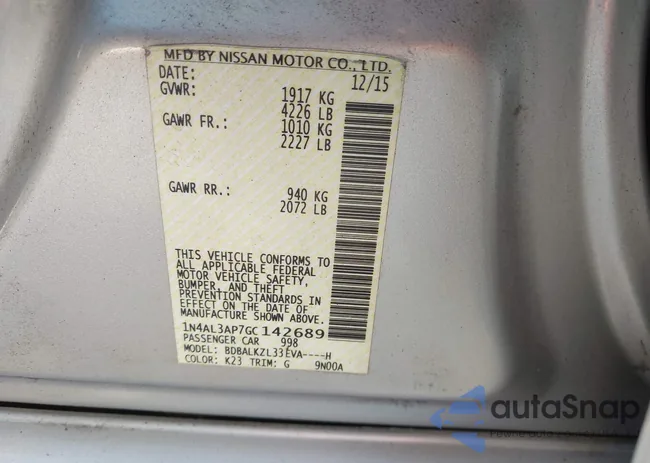 MFD BY NISSAN MOTOR CO., LTD.
DATE: 12/15
GVWR: 1917 KG
4226 LB
GAWR FR.: 1010 KG
2227 LB
GAWR RR.: 940 KG
2072 LB
THIS VEHICLE CONFORMS TO
ALL APPLICABLE FEDERAL
MOTOR VEHICLE SAFETY,
BUMPER, AND THEFT
PREVENTION STANDARDS IN
EFFECT ON THE DATE OF
MANUFACTURE SHOWN ABOVE.
1N4AL3AP7GC142689
PASSENGER CAR 998
MODEL: BDBALKZL33EVA----H
COLOR: K23 TRIM: G 9N00A
autaSnap